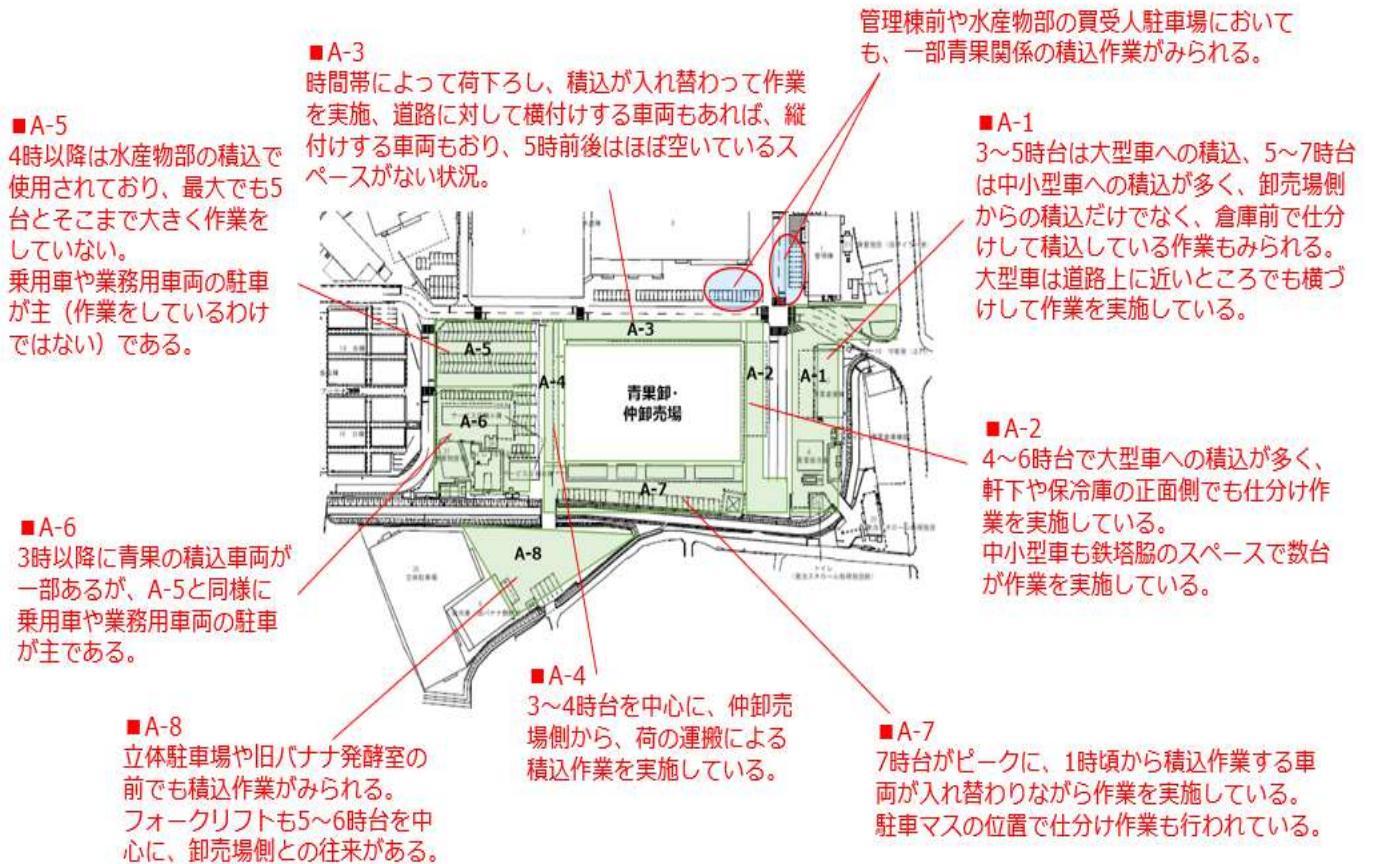 管理棟前や水産物部の買受人駐車場において
も、一部青果関係の積込作業がみられる。
■A-3
時間帯によって荷下ろし、積込が入れ替わって作業
を実施、道路に対して横付けする車両もあれば、縦
付けする車両もおり、5時前後はほぼ空いているス
ペースがない状況。
■A-5
4時以降は水産物部の積込で
使用されており、最大でも5
台とそこまで大きく作業を
していない。
乗用車や業務用車両の駐車
が主（作業をしているわけ
ではない）である。
■A-1
3～5時台は大型車への積込、5～7時台
は中小型車への積込が多く、卸売場側
からの積込だけでなく、倉庫前で仕分
けして積込している作業もみられる。
大型車は道路上に近いところでも横づ
けして作業を実施している。
A-3
A-5
A-4
A-2
A-1
青果卸・
仲卸売場
A-6
A-7
A-8
立体駐車場
トイレ
■A-2
4～6時台で大型車への積込が多く、
軒下や保冷庫の正面側でも仕分け作
業を実施している。
中小型車も鉄塔脇のスペースで数台
が作業を実施している。
■A-6
3時以降に青果の積込車両が
一部あるが、A-5と同様に
乗用車や業務用車両の駐車
が主である。
■A-4
3～4時台を中心に、仲卸売
場側から、荷の運搬による
積込作業を実施している。
■A-8
立体駐車場や旧バナナ発酵室の
前でも積込作業がみられる。
フォークリフトも5～6時台を中
心に、卸売場側との往来がある。
■A-7
7時台がピークに、1時頃から積込作業する車
両が入れ替わりながら作業を実施している。
駐車マスの位置で仕分け作業も行われている。